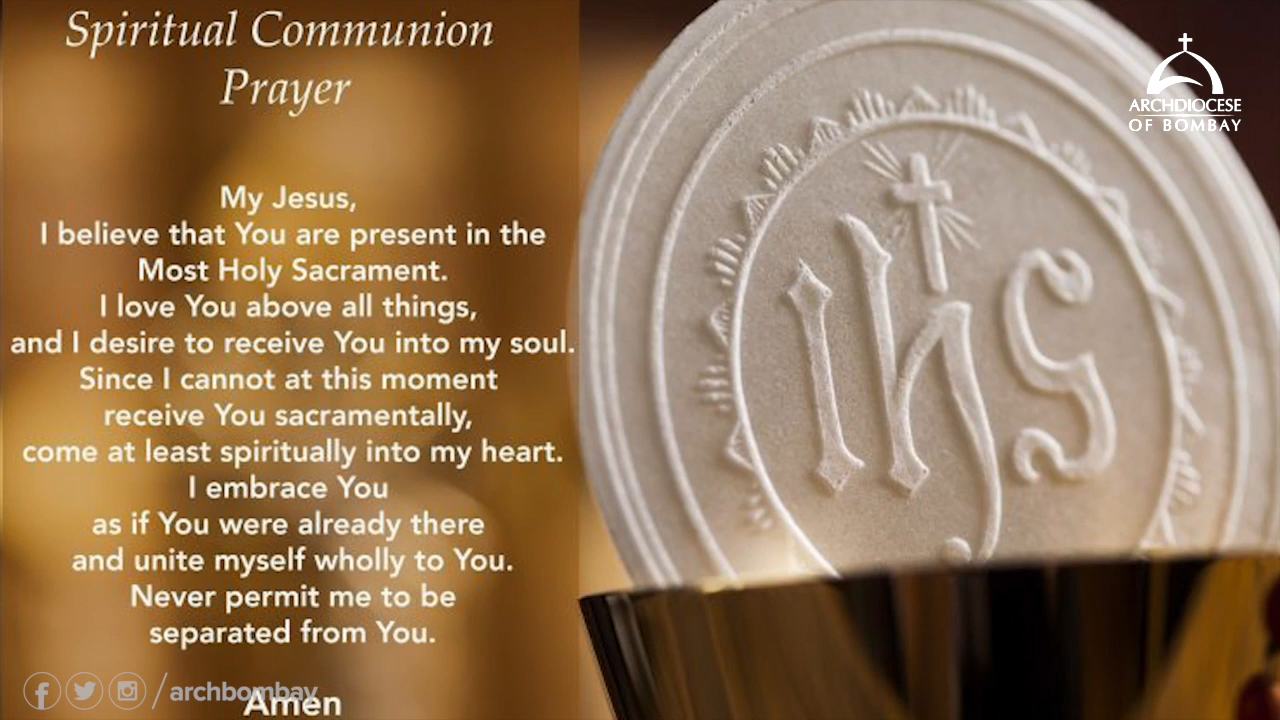 Spiritual Communion
Prayer
My Jesus,
I believe that You are present in the
Most Holy Sacrament.
I love You above all things,
and I desire to receive You into my soul.
Since I cannot at this moment
receive You sacramentally,
come at least spiritually into my heart.
I embrace You
as if You were already there
and unite myself wholly to You.
Never permit me to be
separated from You.
Amen
/archbombay
ARCHDIOCESE
OF BOMBAY
ihs